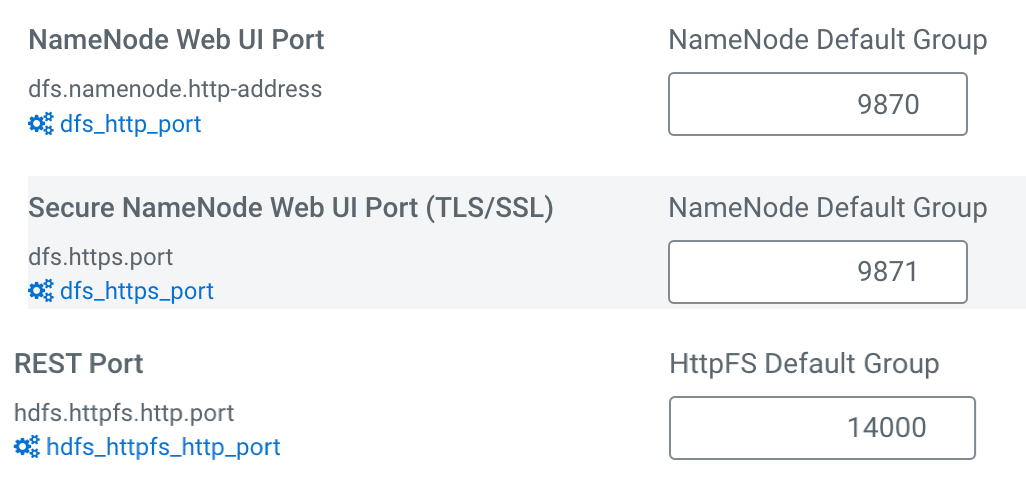 NameNode Web UI Port
NameNode Default Group
dfs.namenode.http-address
9870
dfs_http_port
Secure NameNode Web UI Port (TLS/SSL)
NameNode Default Group
dfs.https.port
9871
dfs_https_port
REST Port
HttpFS Default Group
hdfs.httpfs.http.port
14000
hdfs_httpfs_http_port